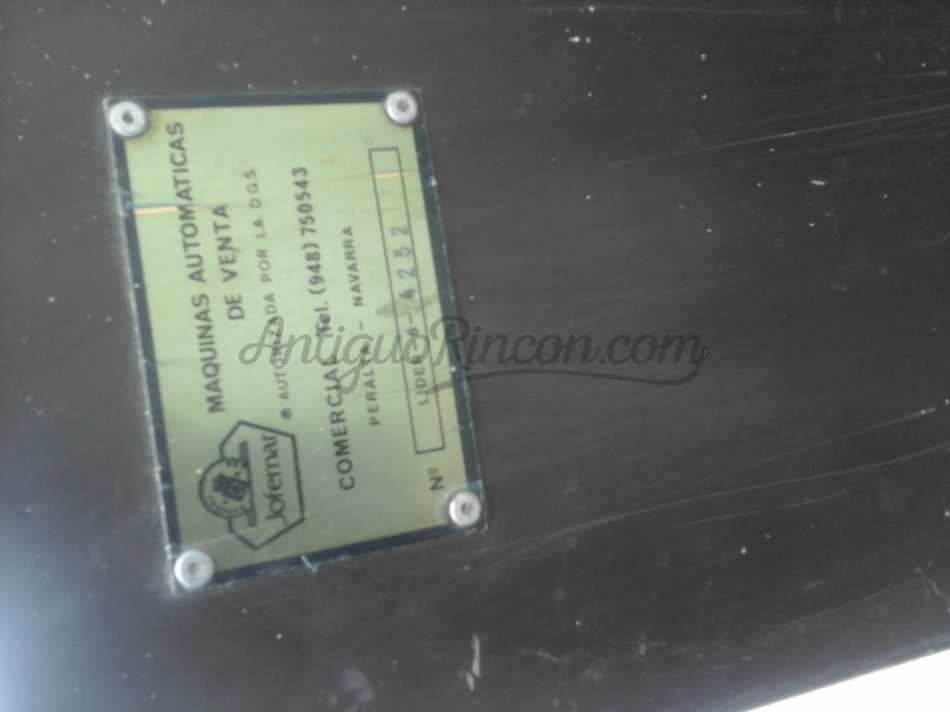 MAQUINAS AUTOMATICAS
DE VENTA
® AUTORIZADA POR LA D.G.S.
Jofemar
COMERCIAL Tel. (948) 750543
PERALTA - NAVARRA
Nº LIDER 4252
AntiguoRincon.com